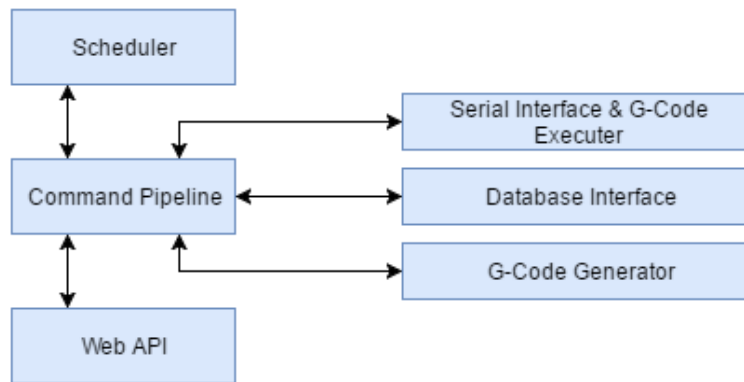 Scheduler
Serial Interface & G-Code
Executer
Command Pipeline
Database Interface
G-Code Generator
Web API